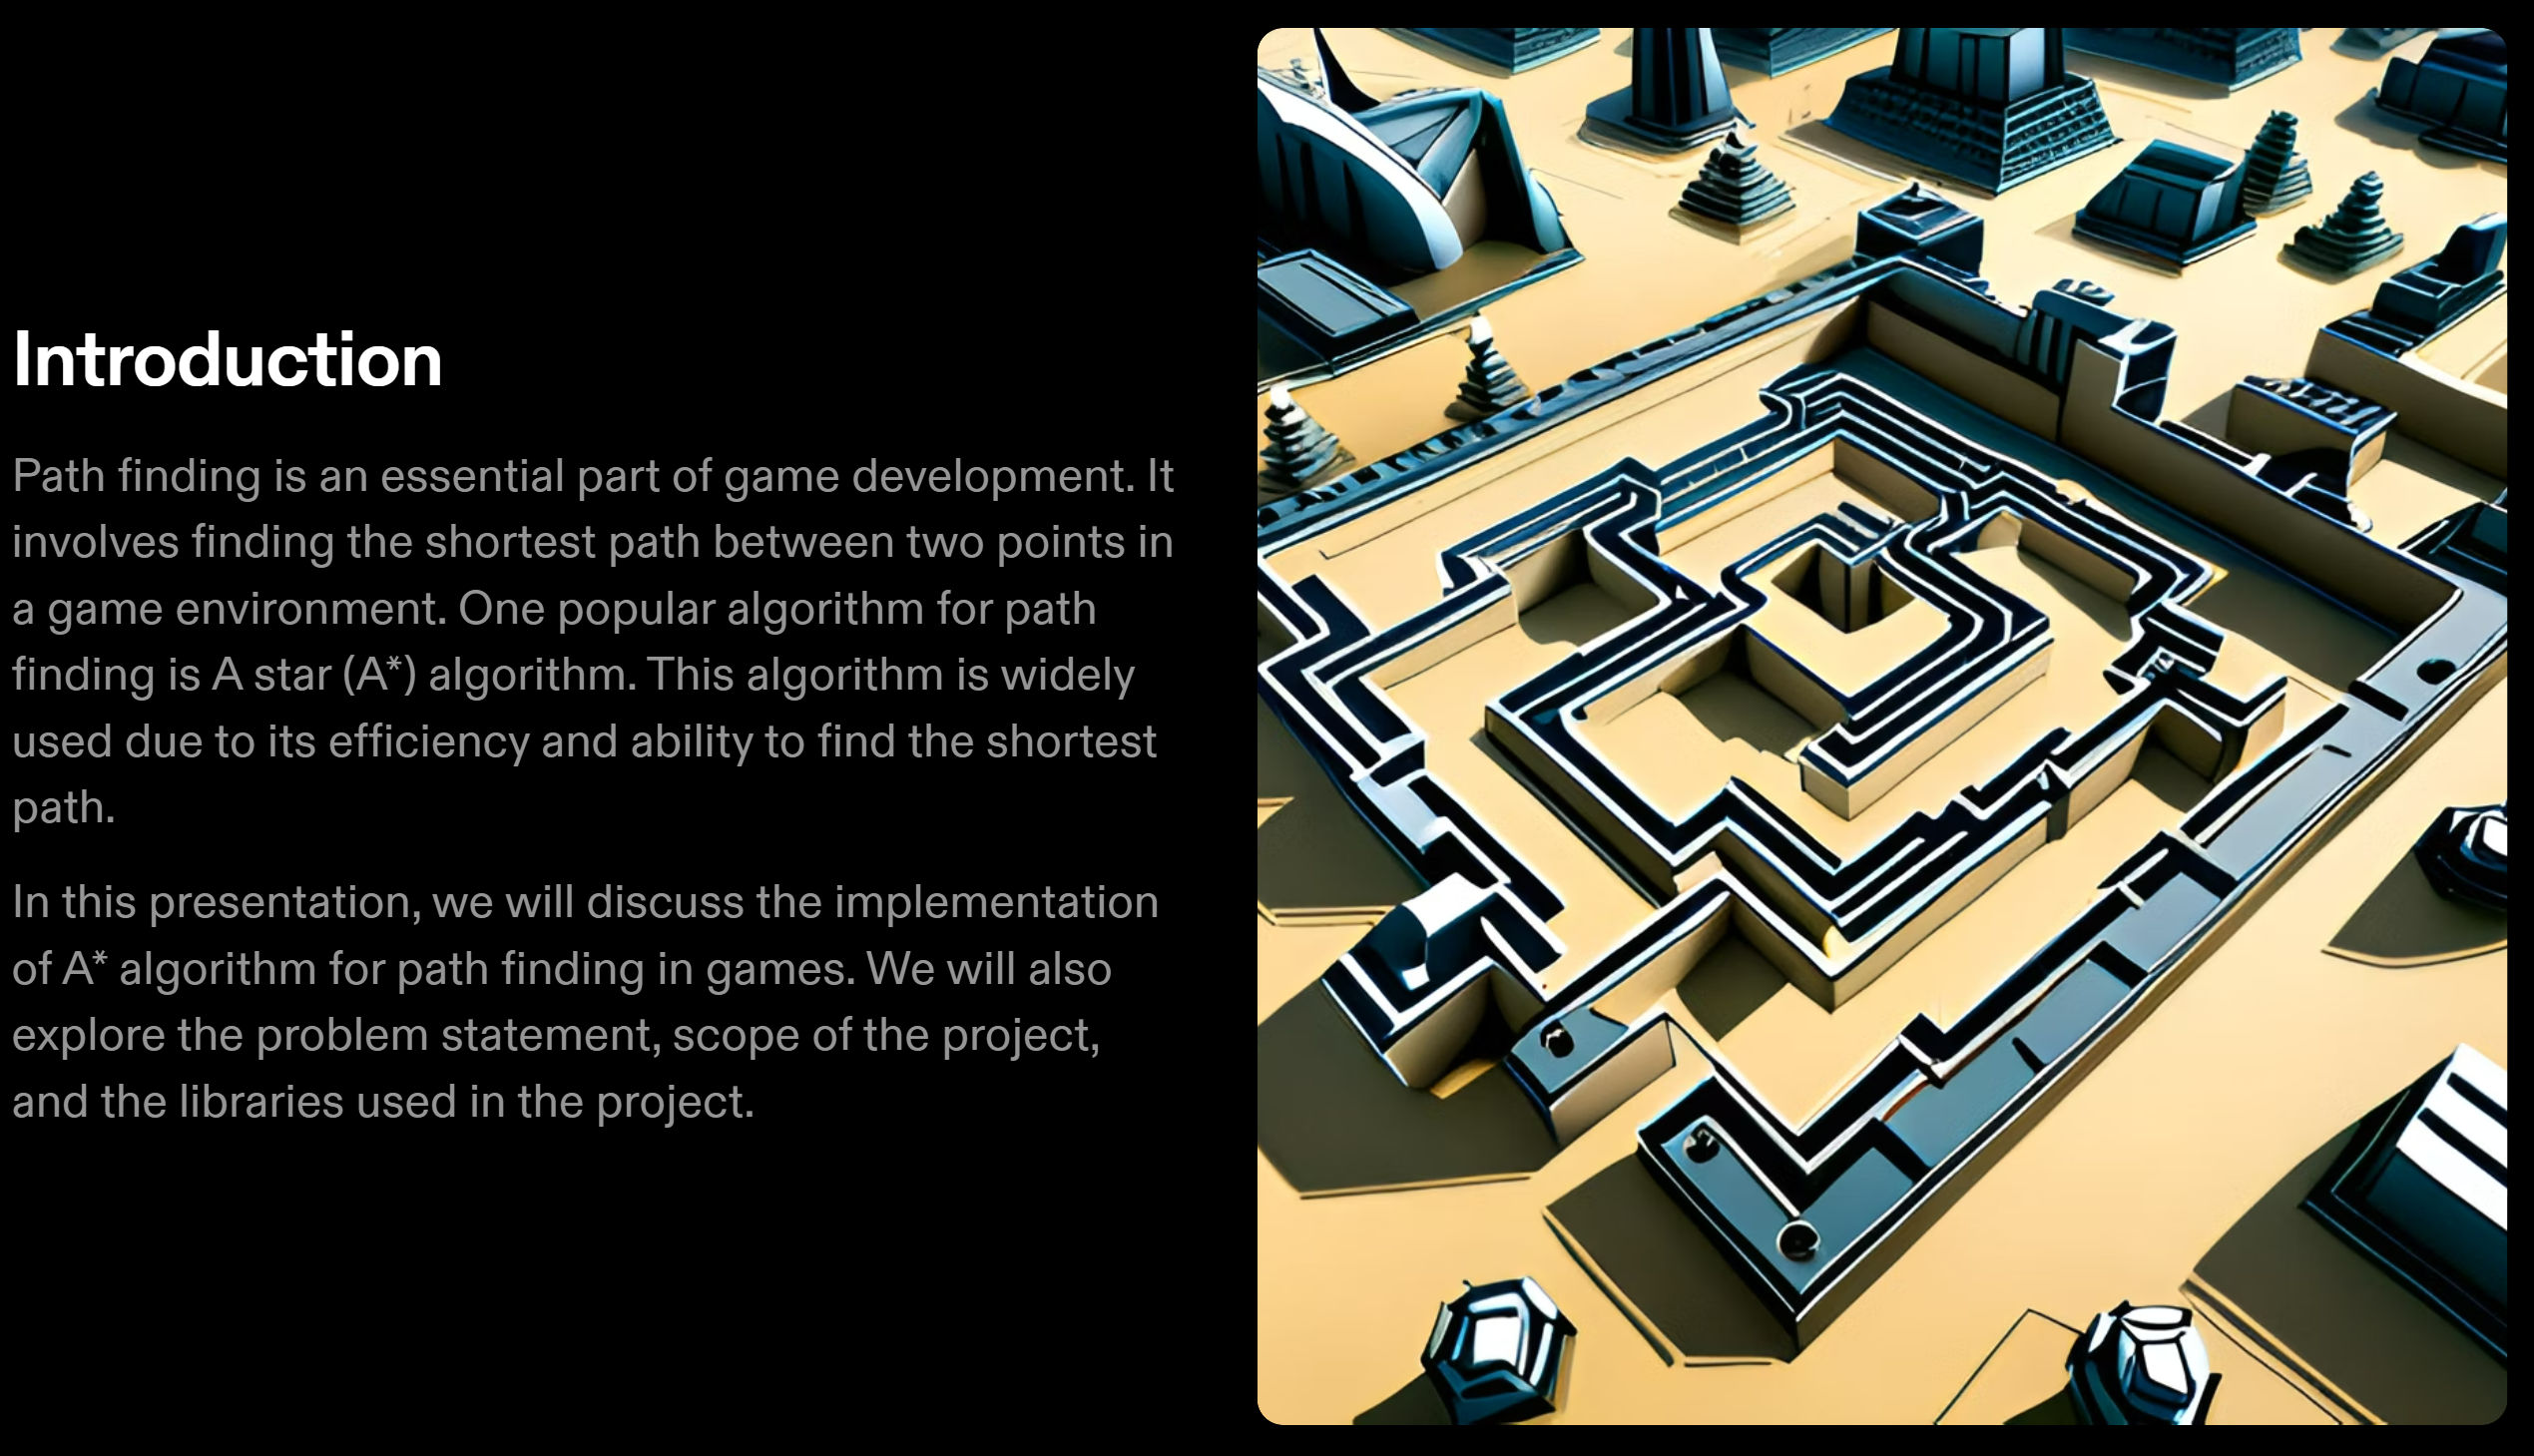 Introduction
Path finding is an essential part of game development. It
involves finding the shortest path between two points in
a game environment. One popular algorithm for path
finding is A star (A*) algorithm. This algorithm is widely
used due to its efficiency and ability to find the shortest
path.
In this presentation, we will discuss the implementation
of A* algorithm for path finding in games. We will also
explore the problem statement, scope of the project,
and the libraries used in the project.